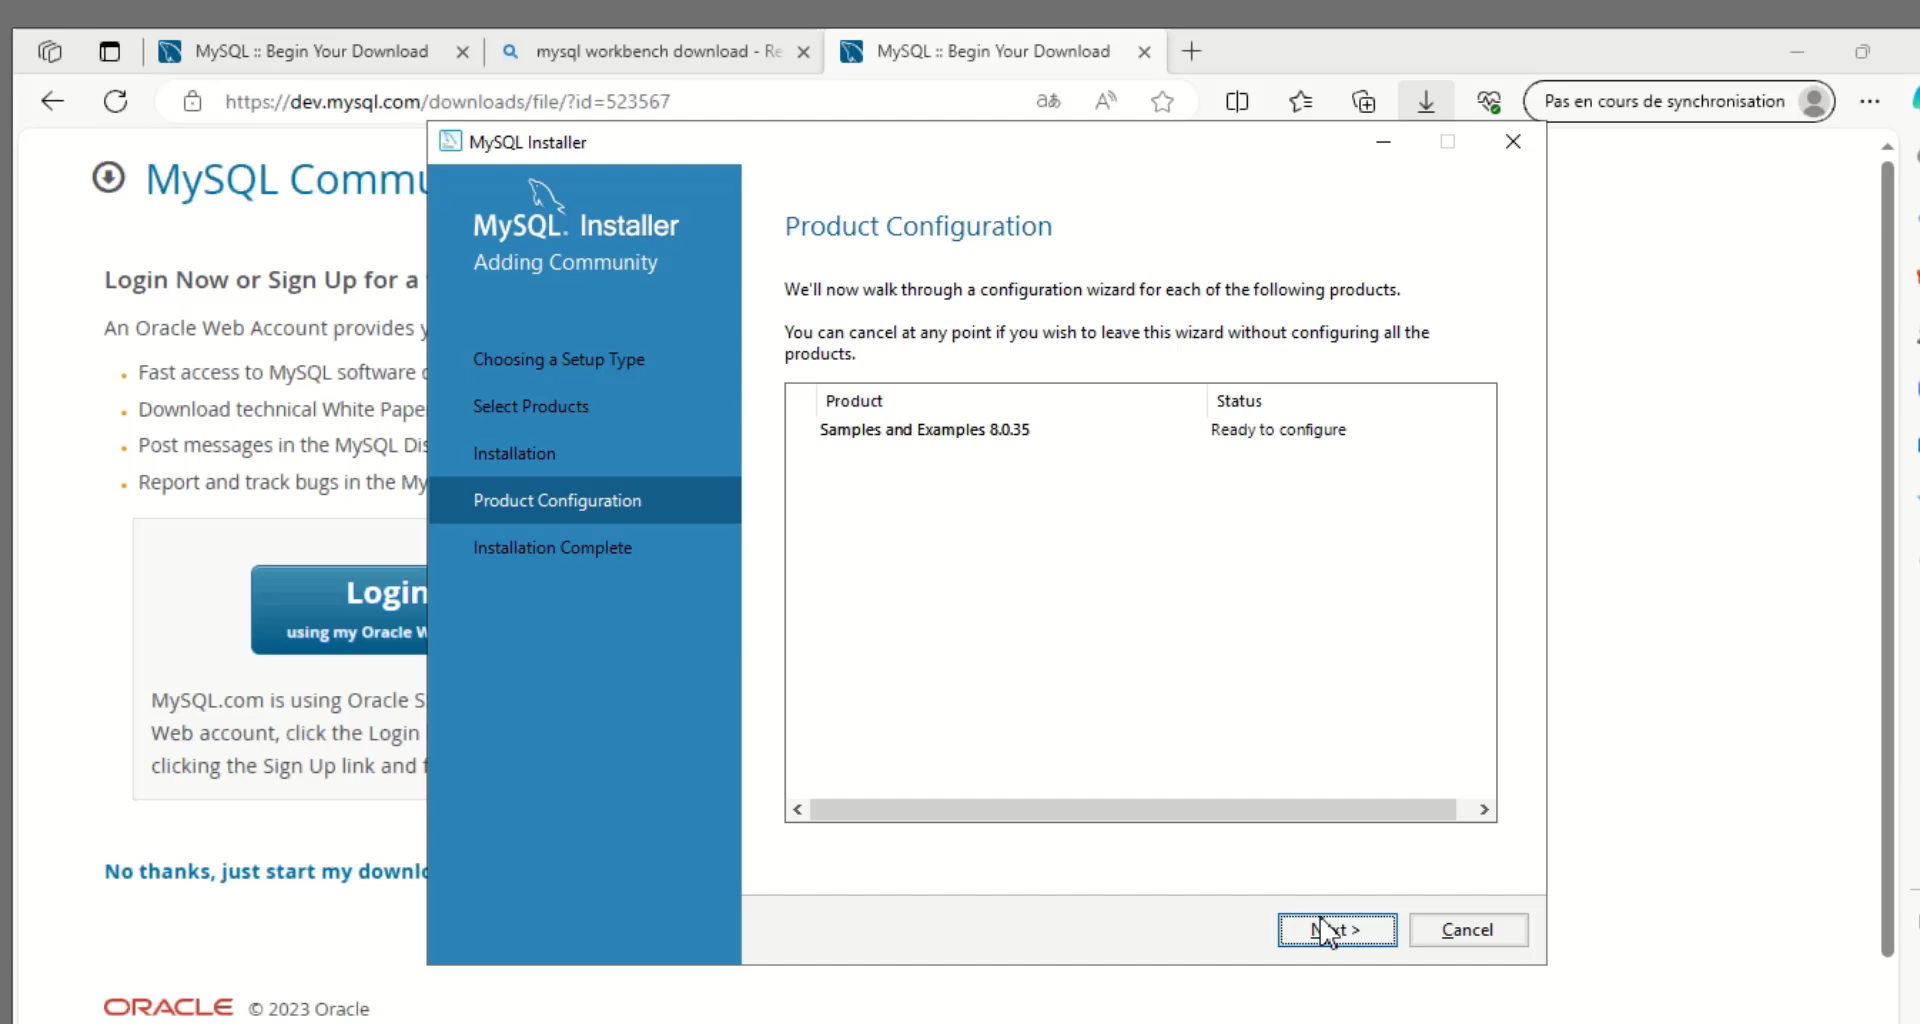 MySQL :: Begin Your Download
mysql workbench download - Re
MySQL :: Begin Your Download
https://dev.mysql.com/downloads/file/?id=523567
Pas en cours de synchronisation
MySQL Commu
Login Now or Sign Up for a
An Oracle Web Account provides y
Fast access to MySQL software
Download technical White Pape
Post messages in the MySQL Dis
Report and track bugs in the My
Login
using my Oracle W
MySQL.com is using Oracle S
Web account, click the Login
clicking the Sign Up link and f
No thanks, just start my downlo
ORACLE © 2023 Oracle
MySQL Installer
MySQL. Installer
Adding Community
Choosing a Setup Type
Select Products
Installation
Product Configuration
Installation Complete
Product Configuration
We'll now walk through a configuration wizard for each of the following products.
You can cancel at any point if you wish to leave this wizard without configuring all the
products.
Product Status
Samples and Examples 8.0.35 Ready to configure
Next >
Cancel